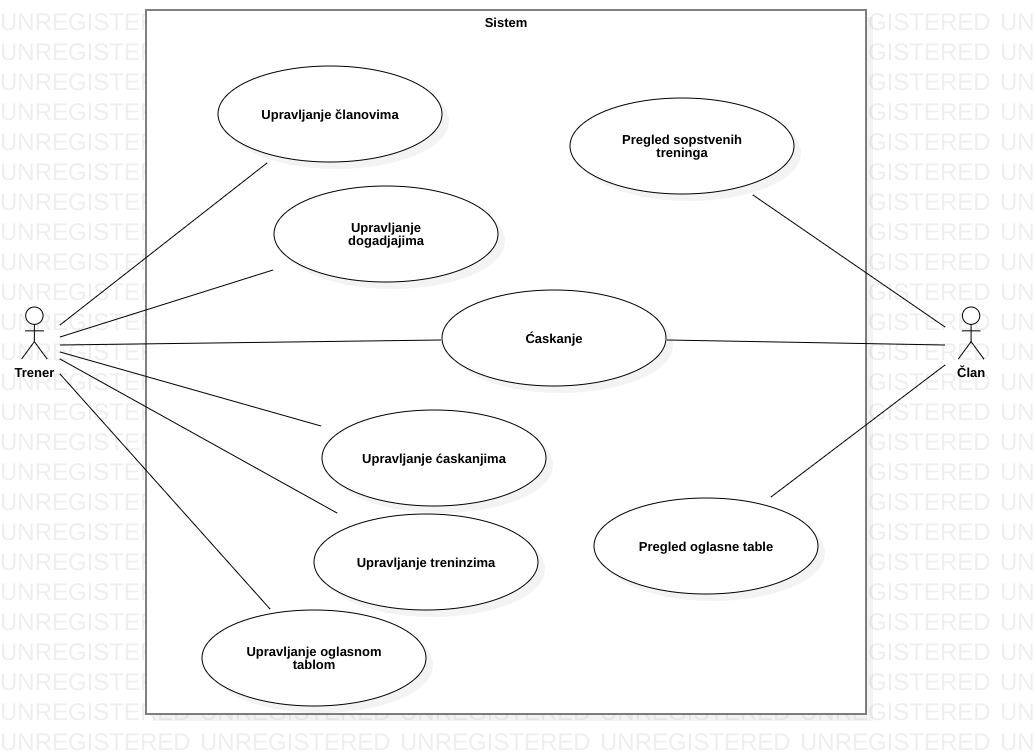 Sistem
Upravljanje članovima
Pregled sopstvenih
treninga
Upravljanje
dogadjajima
Ćaskanje
Trener
Član
Upravljanje ćaskanjima
Pregled oglasne table
Upravljanje treninzima
Upravljanje oglasnom
tablom
UNREGISTERED UNREGISTERED UNREGISTERED UNREGISTERED UNREGISTERED UN